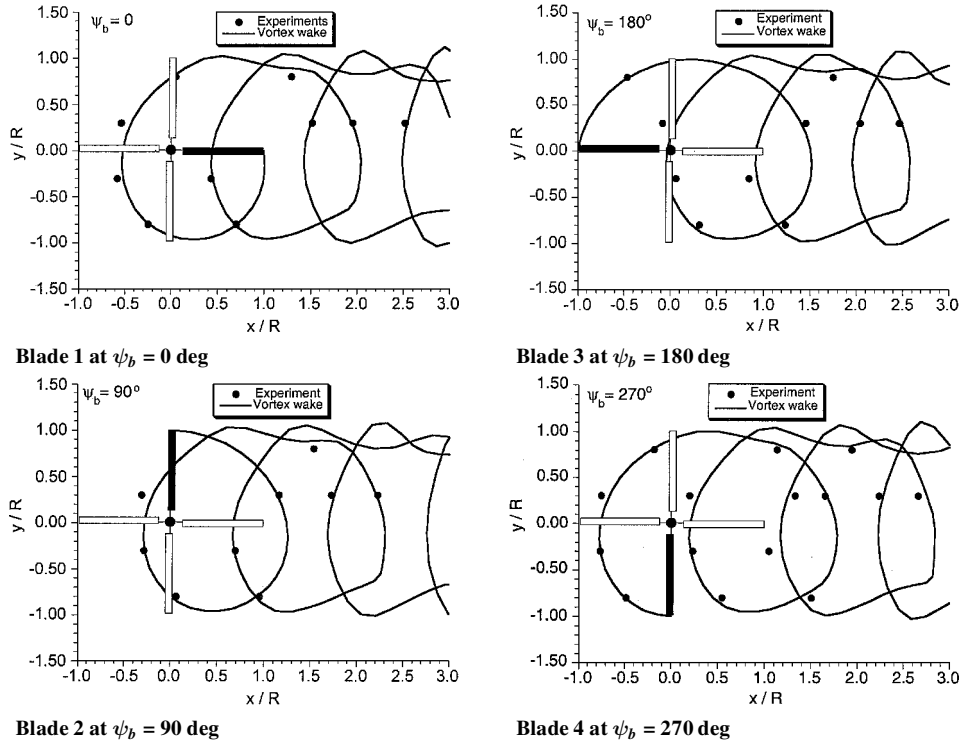 ψ_b = 0
Experiments
Vortex wake
1.50
1.00
0.50
0.00
-0.50
-1.00
-1.50
y / R
-1.0 -0.5 0.0 0.5 1.0 1.5 2.0 2.5 3.0
x / R
Blade 1 at ψ_b = 0 deg
ψ_b = 180°
Experiment
Vortex wake
1.50
1.00
0.50
0.00
-0.50
-1.00
-1.50
y / R
-1.0 -0.5 0.0 0.5 1.0 1.5 2.0 2.5 3.0
x / R
Blade 3 at ψ_b = 180 deg
ψ_b = 90°
Experiment
Vortex wake
1.50
1.00
0.50
0.00
-0.50
-1.00
-1.50
y / R
-1.0 -0.5 0.0 0.5 1.0 1.5 2.0 2.5 3.0
x / R
Blade 2 at ψ_b = 90 deg
ψ_b = 270°
Experiment
Vortex wake
1.50
1.00
0.50
0.00
-0.50
-1.00
-1.50
y / R
-1.0 -0.5 0.0 0.5 1.0 1.5 2.0 2.5 3.0
x / R
Blade 4 at ψ_b = 270 deg